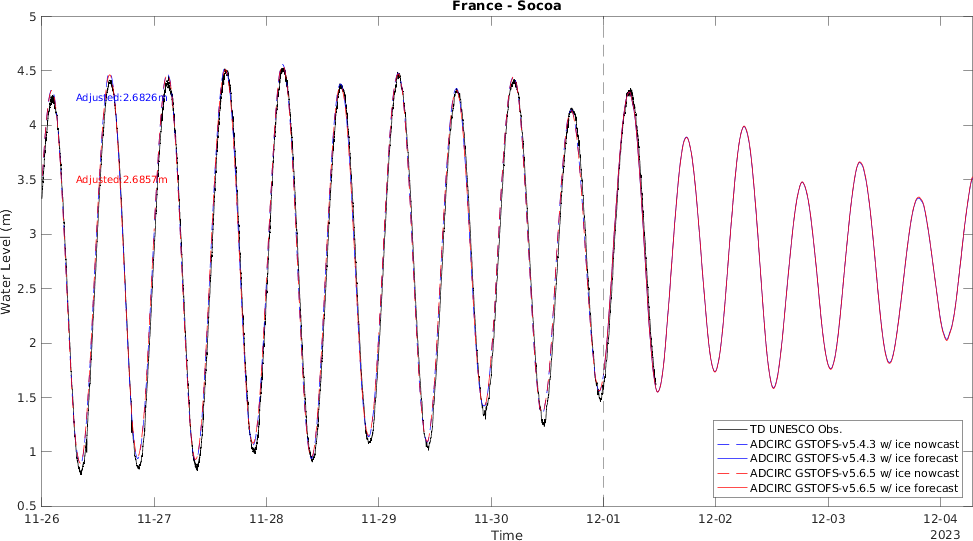 France - Socoa
5
4.5
4
3.5
3
2.5
2
1.5
1
0.5
Water Level (m)
Adjusted:2.6826m
Adjusted:2.6857m
TD UNESCO Obs.
ADCIRC GSTOFS-v5.4.3 w/ ice nowcast
ADCIRC GSTOFS-v5.4.3 w/ ice forecast
ADCIRC GSTOFS-v5.6.5 w/ ice nowcast
ADCIRC GSTOFS-v5.6.5 w/ ice forecast
11-26 11-27 11-28 11-29 11-30 12-01 12-02 12-03 12-04
Time
2023